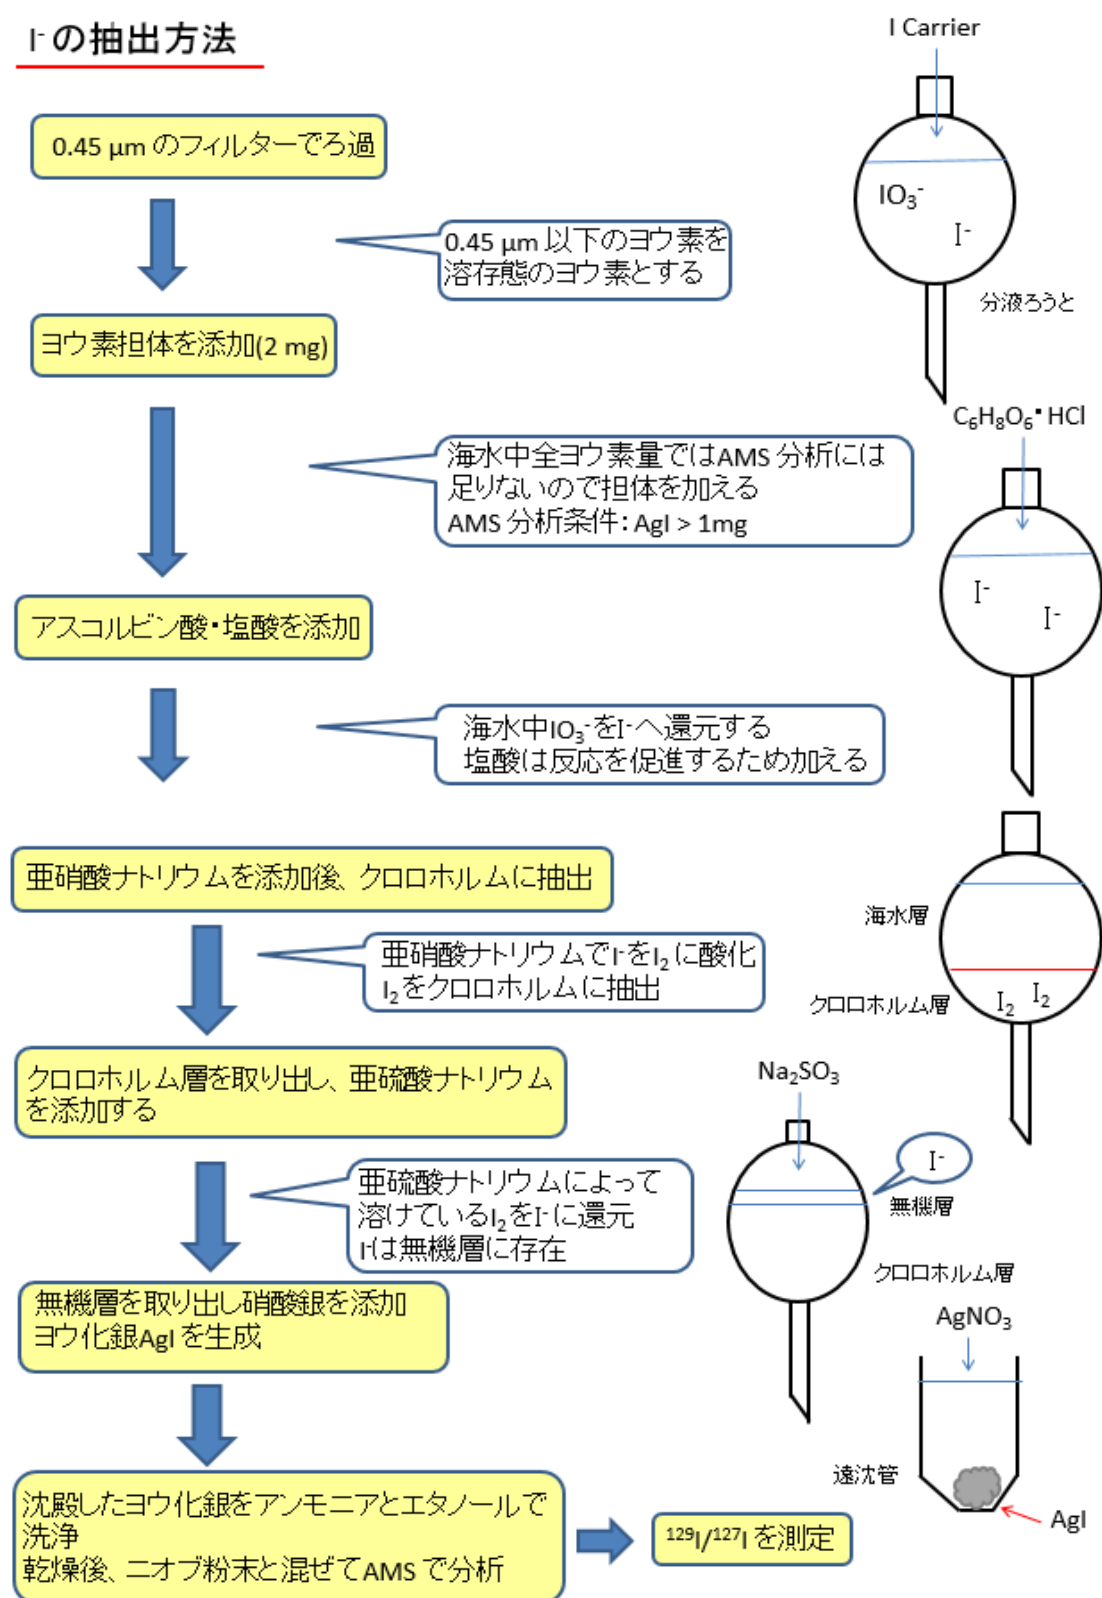 I⁻の抽出方法
I Carrier
0.45 μm のフィルターでろ過
IO₃⁻
I⁻
0.45 μm 以下のヨウ素を
溶存態のヨウ素とする
分液ろうと
ヨウ素担体を添加(2 mg)
C₆H₈O₆・HCl
海水中全ヨウ素量ではAMS 分析には
足りないので担体を加える
AMS 分析条件：AgI > 1mg
I⁻
I⁻
アスコルビン酸・塩酸を添加
海水中IO₃⁻をI⁻へ還元する
塩酸は反応を促進するため加える
亜硝酸ナトリウムを添加後、クロロホルムに抽出
海水層
亜硝酸ナトリウムでI⁻をI₂に酸化
I₂をクロロホルムに抽出
クロロホルム層
I₂
I₂
クロロホルム層を取り出し、亜硫酸ナトリウム
を添加する
Na₂SO₃
I⁻
無機層
亜硫酸ナトリウムによって
溶けているI₂をI⁻に還元
I⁻は無機層に存在
クロロホルム層
無機層を取り出し硝酸銀を添加
ヨウ化銀AgI を生成
AgNO₃
遠沈管
AgI
沈殿したヨウ化銀をアンモニアとエタノールで
洗浄
乾燥後、ニオブ粉末と混ぜてAMS で分析
¹²⁹I/¹²⁷I を測定